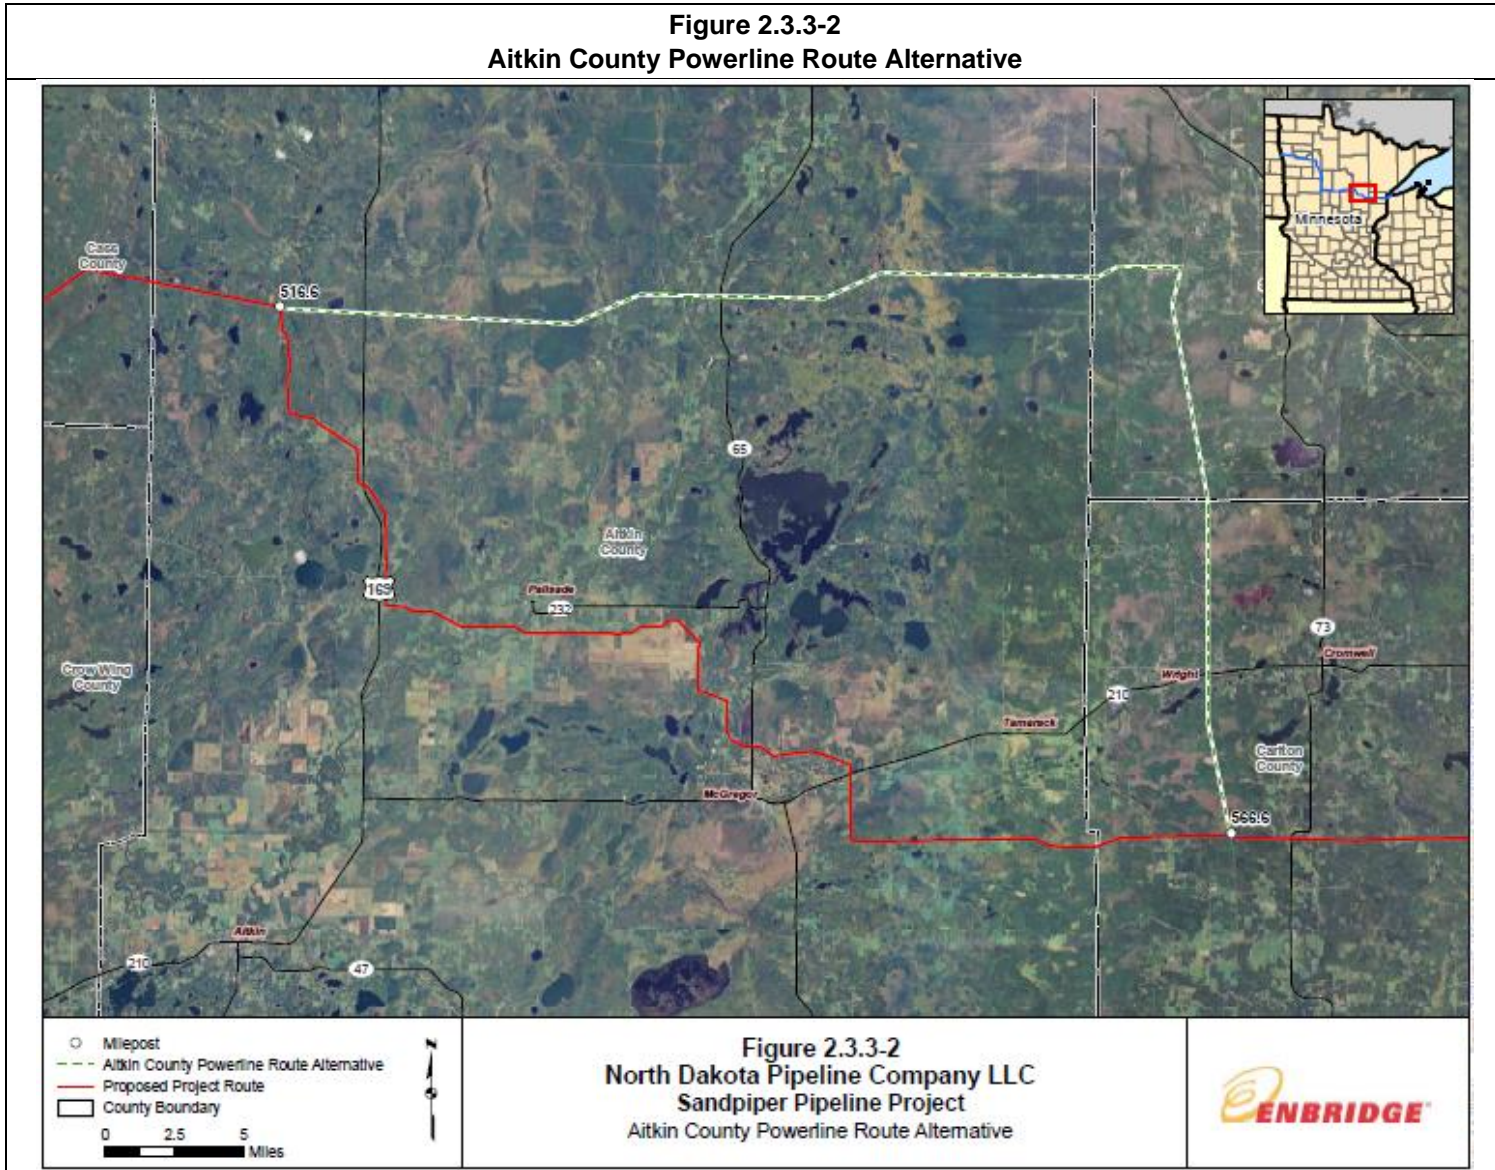 Figure 2.3.3-2
Aitkin County Powerline Route Alternative
Minnesota
Cass
County
516.6
65
Aitkin
County
169
Palisade
232
73
Cromwell
Wright
210
Crow Wing
County
Tamarack
Carlton
County
McGregor
566.6
Aitkin
210
47
Milepost
Aitkin County Powerline Route Alternative
Proposed Project Route
County Boundary
0 2.5 5
Miles
N
Figure 2.3.3-2
North Dakota Pipeline Company LLC
Sandpiper Pipeline Project
Aitkin County Powerline Route Alternative
ENBRIDGE